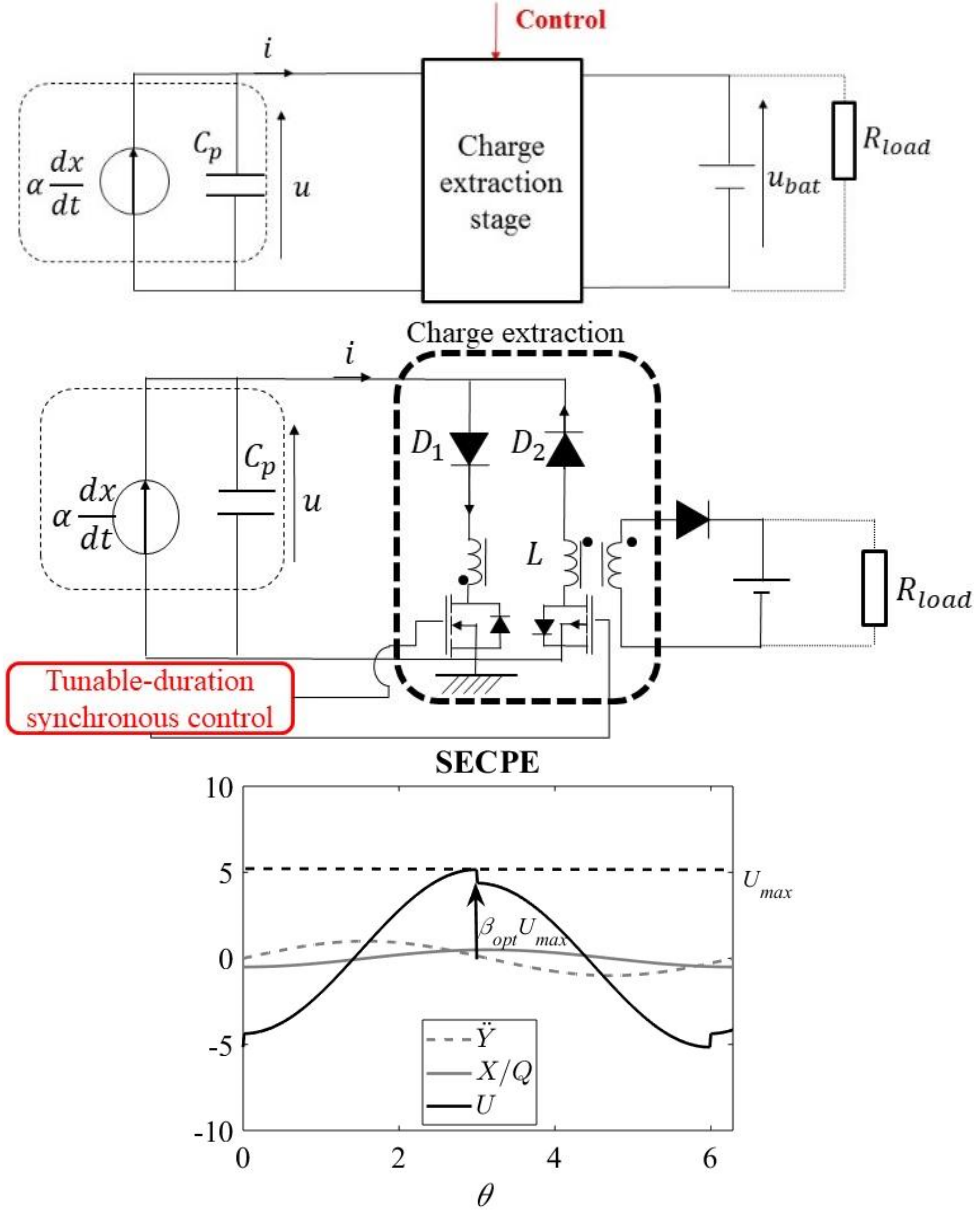 Control
i
C_p
α dx/dt
u
Charge
extraction
stage
u_bat
R_load
Charge extraction
i
D_1
D_2
C_p
α dx/dt
u
L
R_load
Tunable-duration
synchronous control
SECPE
10
5
0
-5
-10
U_max
β_opt U_max
Ÿ
X/Q
U
0
2
4
6
θ